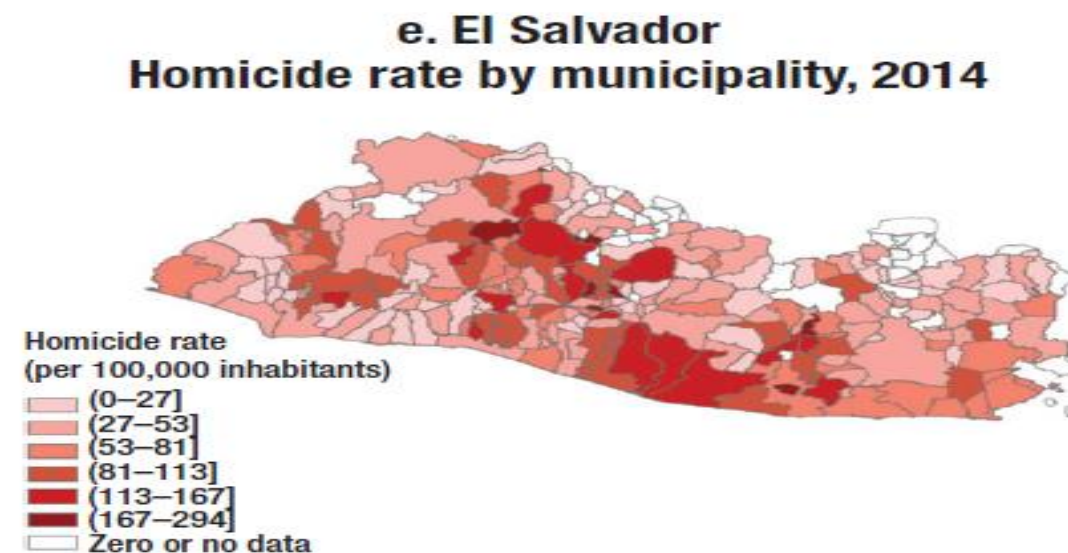 e. El Salvador
Homicide rate by municipality, 2014
Homicide rate
(per 100,000 inhabitants)
(0–27]
(27–53]
(53–81]
(81–113]
(113–167]
(167–294]
Zero or no data